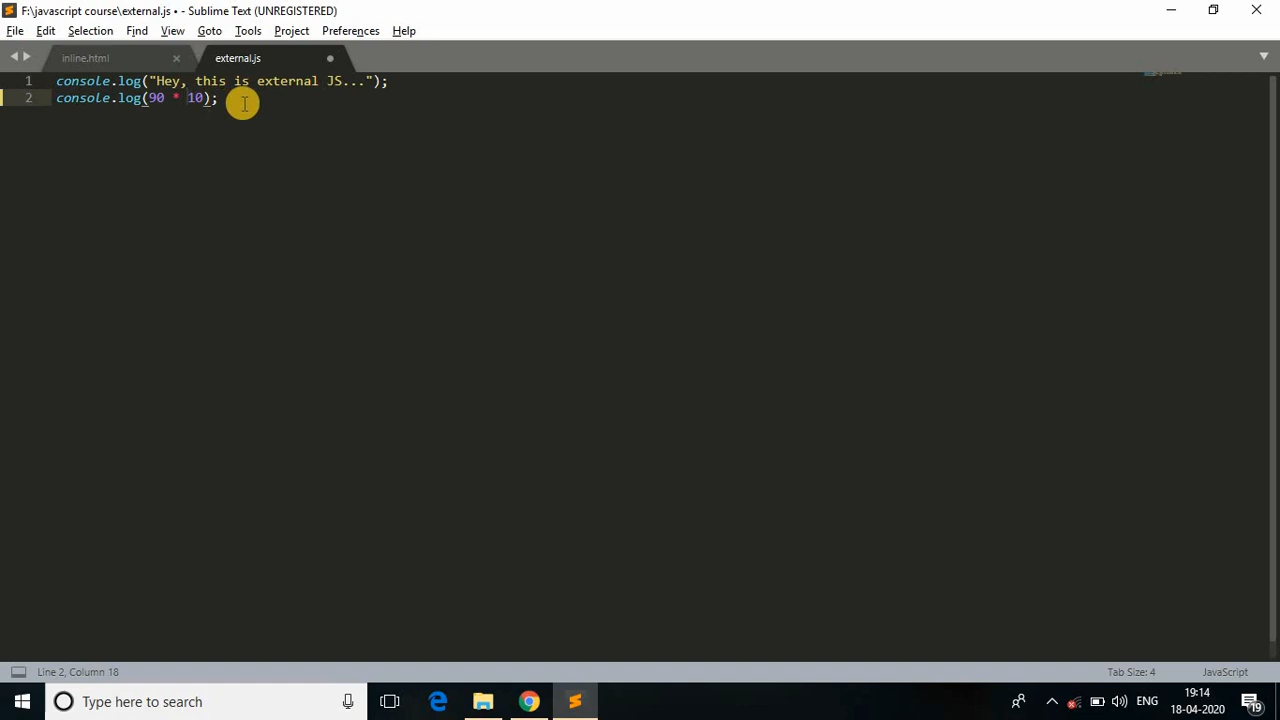 F:\javascript course\external.js • - Sublime Text (UNREGISTERED)
File Edit Selection Find View Goto Tools Project Preferences Help
inline.html external.js
1 console.log("Hey, this is external JS...");
2 console.log(90 * 10);
Line 2, Column 18 Tab Size: 4 JavaScript
Type here to search ENG 19:14
18-04-2020 19